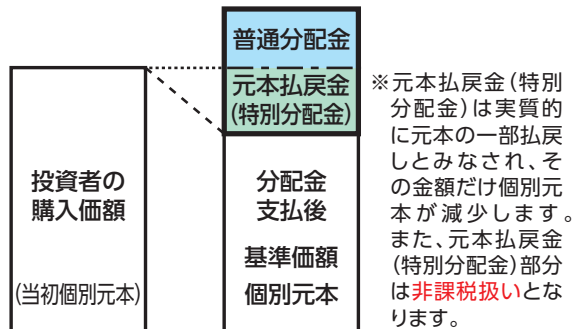 普通分配金
元本払戻金
(特別分配金)
投資者の
購入価額
(当初個別元本)
分配金
支払後
基準価額
個別元本
※元本払戻金(特別
分配金)は実質的
に元本の一部払戻
しとみなされ、そ
の金額だけ個別元
本が減少します。
また、元本払戻金
(特別分配金)部分
は非課税扱いとな
ります。